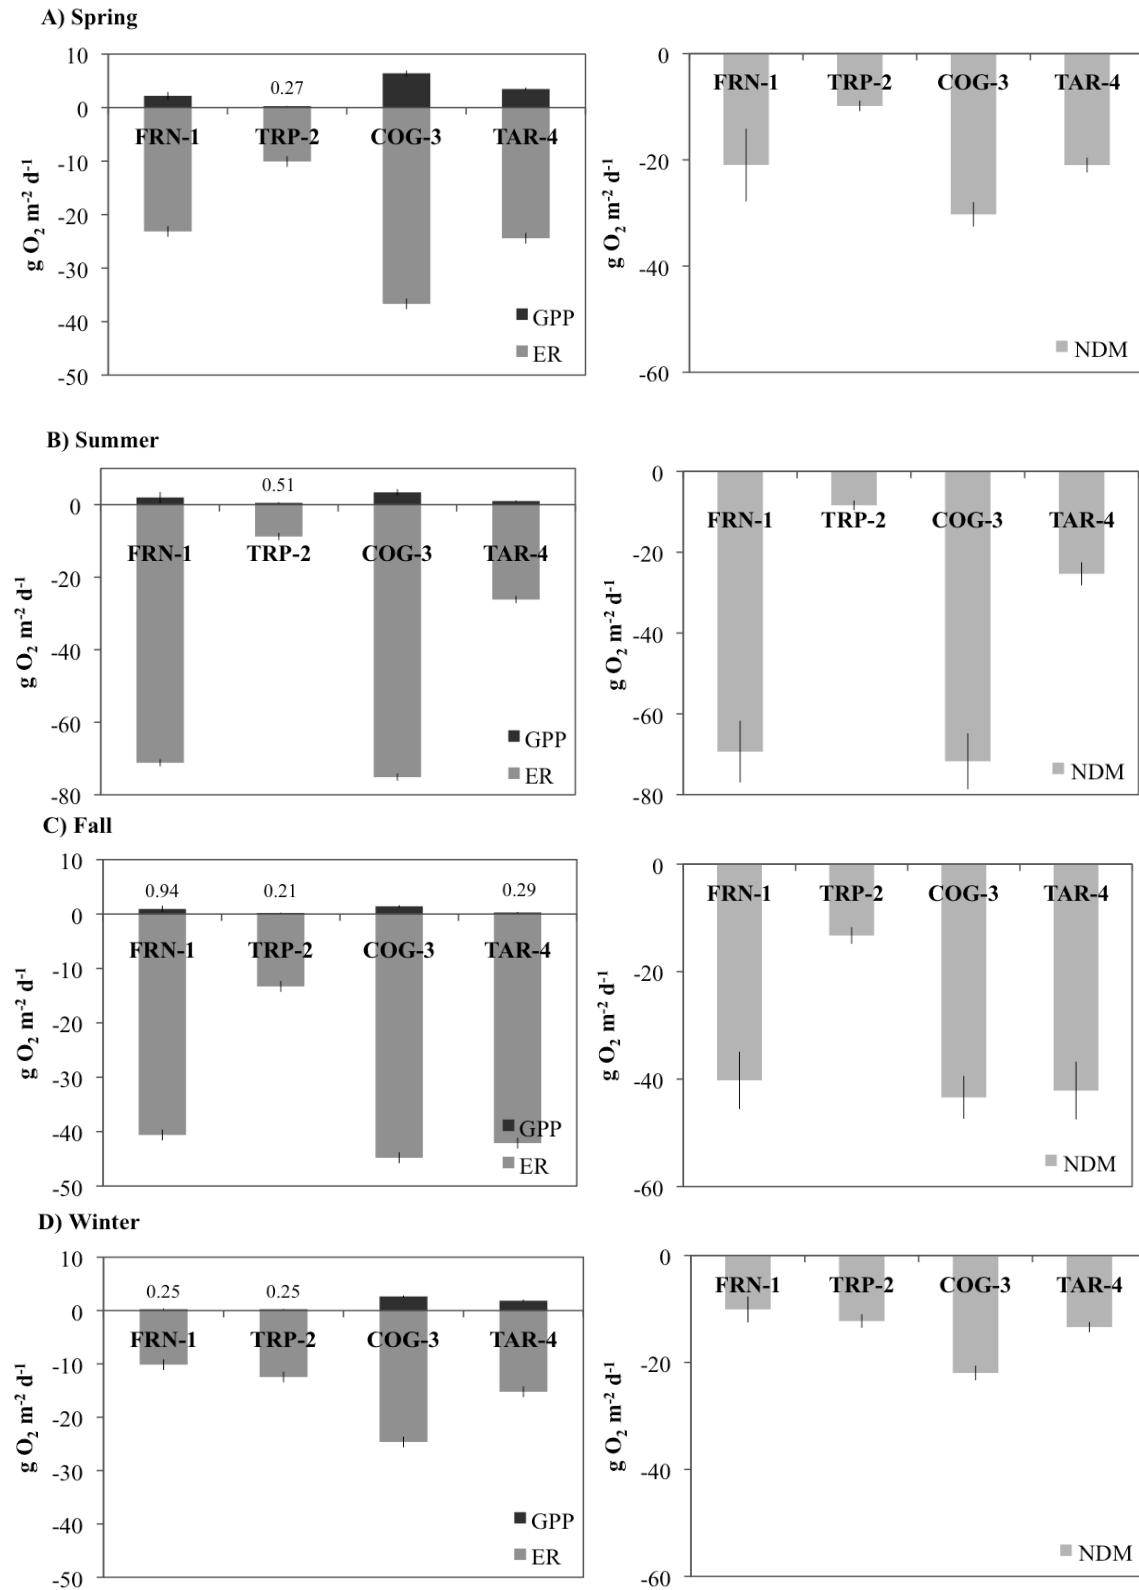 A) Spring
10
0
-10
-20
-30
-40
-50
g O2 m-2 d-1
0.27
FRN-1 TRP-2 COG-3 TAR-4
GPP
ER
0
-20
-40
-60
g O2 m-2 d-1
FRN-1 TRP-2 COG-3 TAR-4
NDM
B) Summer
0
-20
-40
-60
-80
g O2 m-2 d-1
0.51
FRN-1 TRP-2 COG-3 TAR-4
GPP
ER
0
-20
-40
-60
-80
g O2 m-2 d-1
FRN-1 TRP-2 COG-3 TAR-4
NDM
C) Fall
10
0
-10
-20
-30
-40
-50
g O2 m-2 d-1
0.94 0.21 0.29
FRN-1 TRP-2 COG-3 TAR-4
GPP
ER
0
-20
-40
-60
g O2 m-2 d-1
FRN-1 TRP-2 COG-3 TAR-4
NDM
D) Winter
10
0
-10
-20
-30
-40
-50
g O2 m-2 d-1
0.25 0.25
FRN-1 TRP-2 COG-3 TAR-4
GPP
ER
0
-20
-40
-60
g O2 m-2 d-1
FRN-1 TRP-2 COG-3 TAR-4
NDM